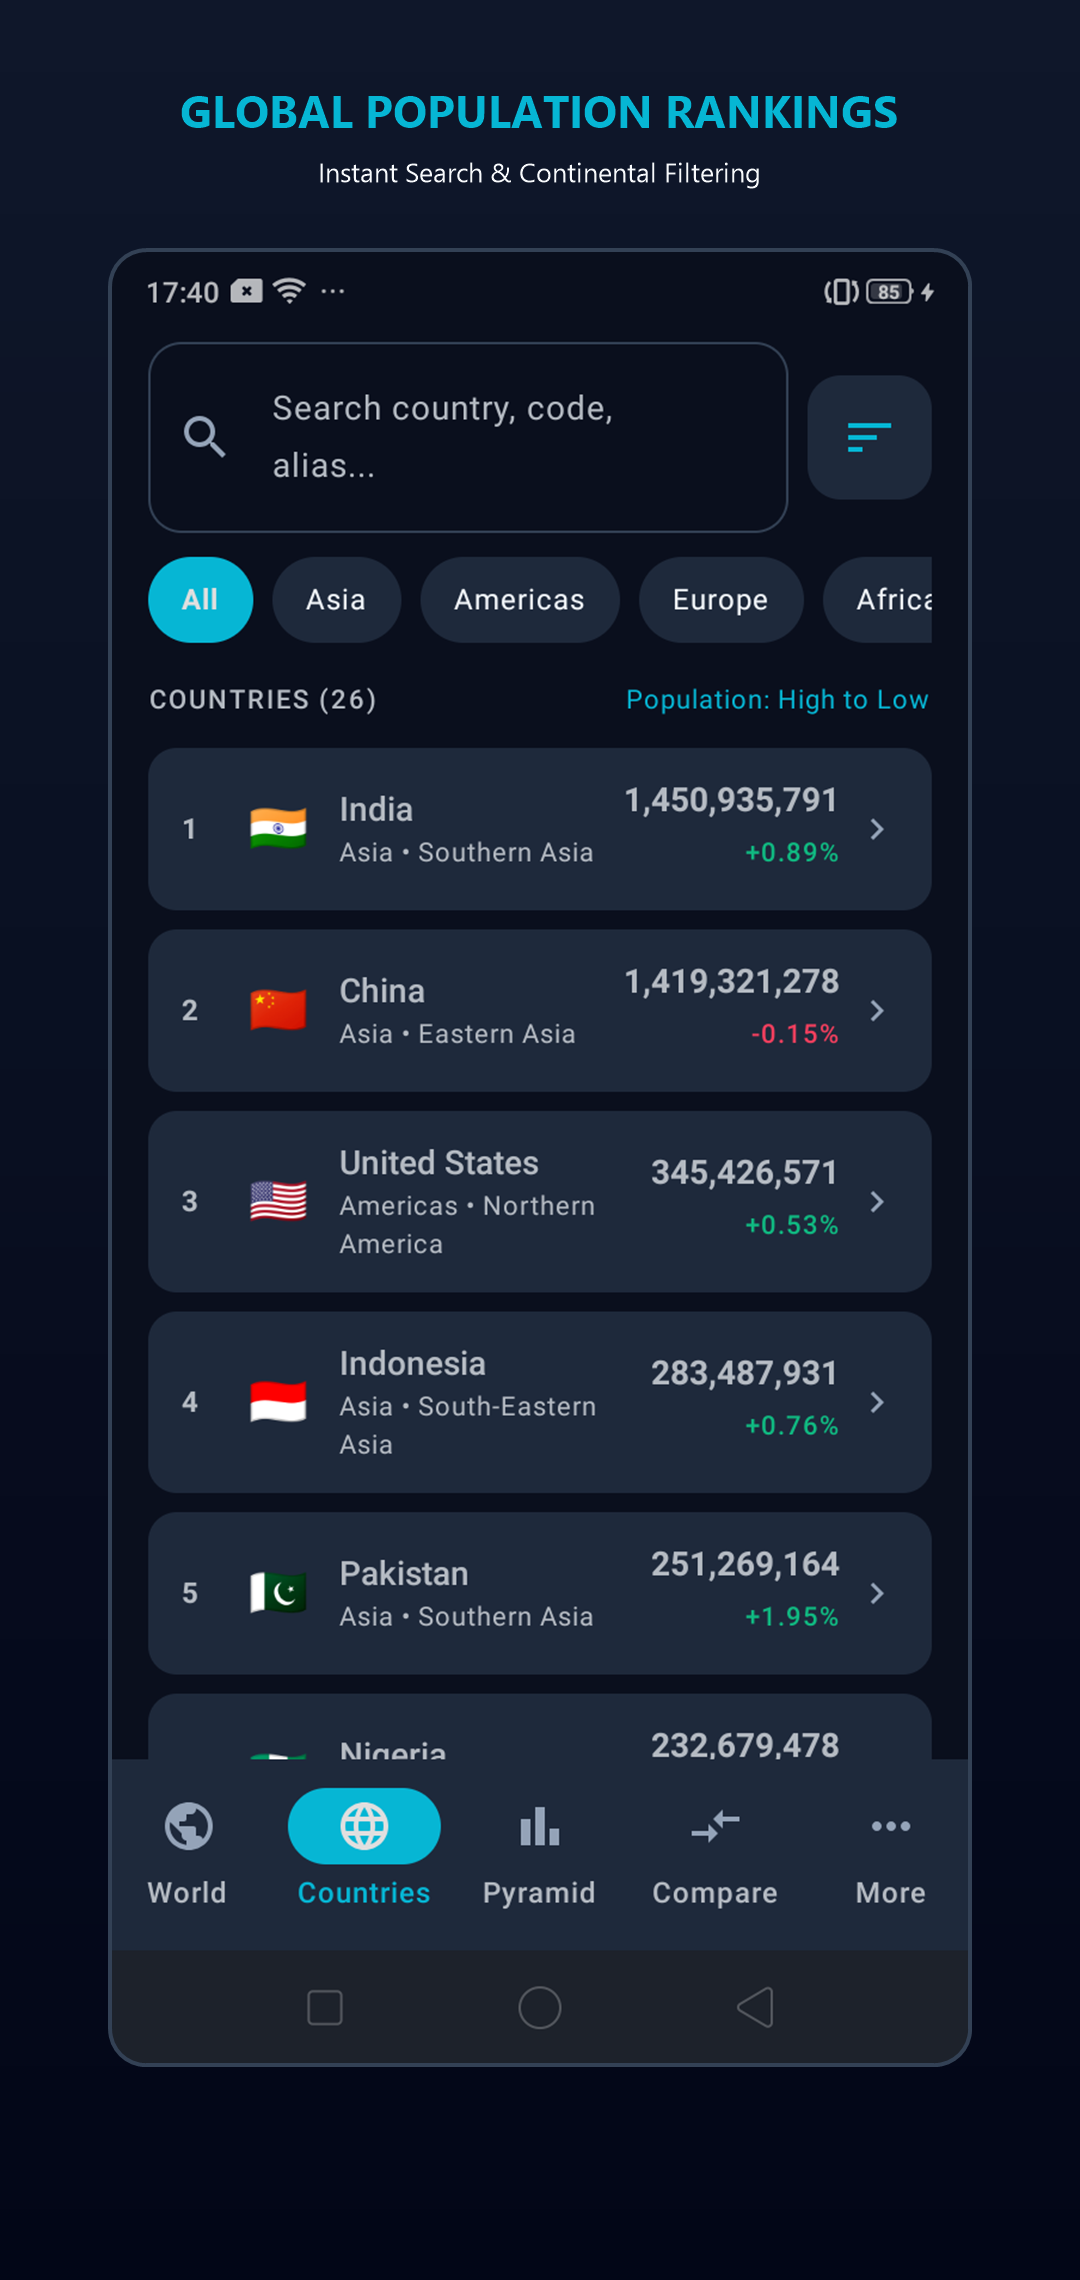 GLOBAL POPULATION RANKINGS
Instant Search & Continental Filtering
17:40
85
Search country, code,
alias...
All
Asia
Americas
Europe
Africa
COUNTRIES (26)
Population: High to Low
1
India
Asia • Southern Asia
1,450,935,791
+0.89%
2
China
Asia • Eastern Asia
1,419,321,278
-0.15%
3
United States
Americas • Northern
America
345,426,571
+0.53%
4
Indonesia
Asia • South-Eastern
Asia
283,487,931
+0.76%
5
Pakistan
Asia • Southern Asia
251,269,164
+1.95%
Nigeria
232,679,478
World
Countries
Pyramid
Compare
More